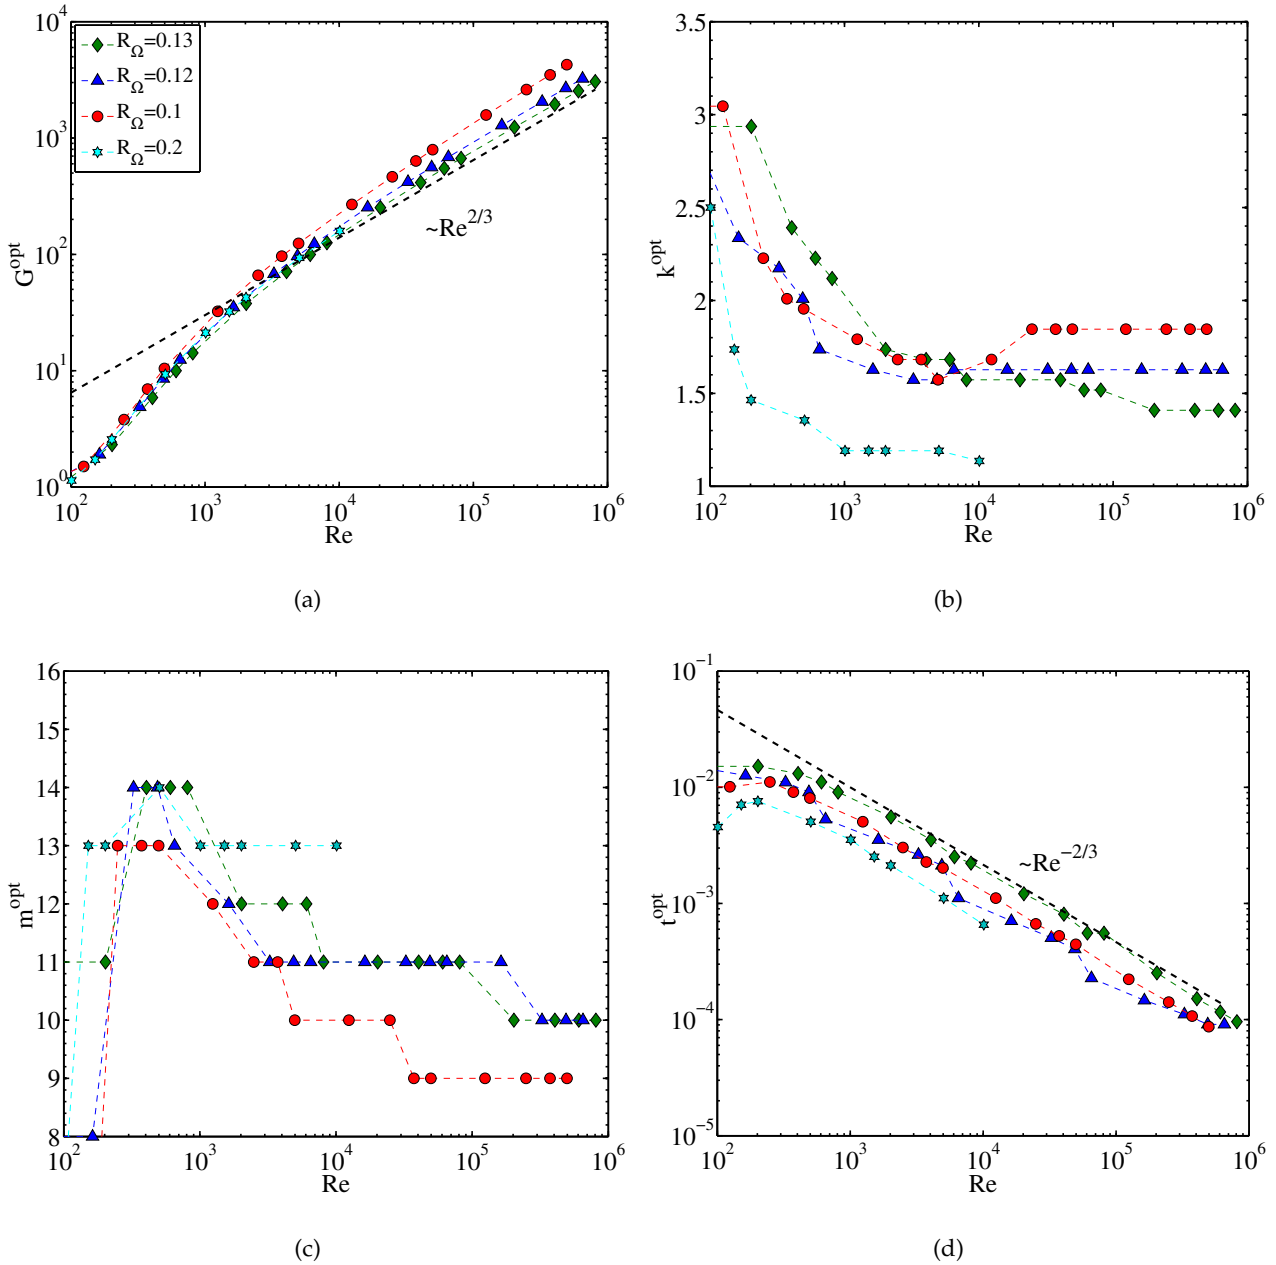 10^4
10^3
10^2
10^1
10^0
G^opt
R_Ω=0.13
R_Ω=0.12
R_Ω=0.1
R_Ω=0.2
~Re^2/3
10^2 10^3 10^4 10^5 10^6
Re
(a)
3.5
3
2.5
2
1.5
1
k^opt
10^2 10^3 10^4 10^5 10^6
Re
(b)
16
15
14
13
12
11
10
9
8
m^opt
10^2 10^3 10^4 10^5 10^6
Re
(c)
10^−1
10^−2
10^−3
10^−4
10^−5
t^opt
~Re^−2/3
10^2 10^3 10^4 10^5 10^6
Re
(d)